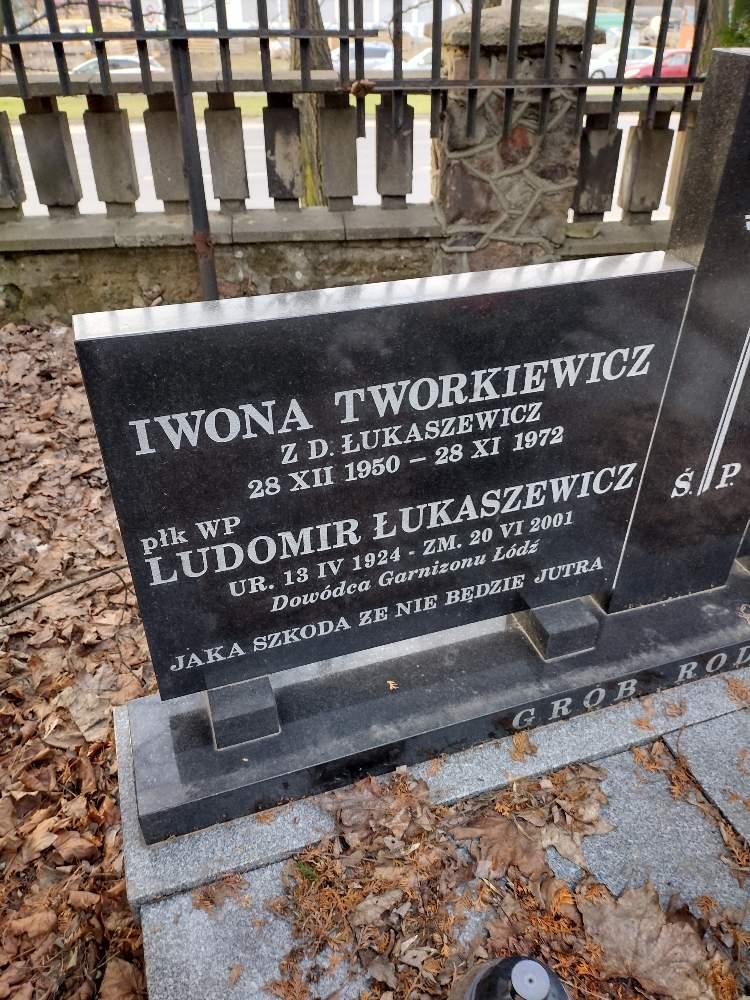 IWONA TWORKIEWICZ
Z D. ŁUKASZEWICZ
28 XII 1950 – 28 XI 1972
płk WP
LUDOMIR ŁUKASZEWICZ
UR. 13 IV 1924 - ZM. 20 VI 2001
Dowódca Garnizonu Łódź
JAKA SZKODA ZE NIE BĘDZIE JUTRA
Ś. P.
GRÓB ROD